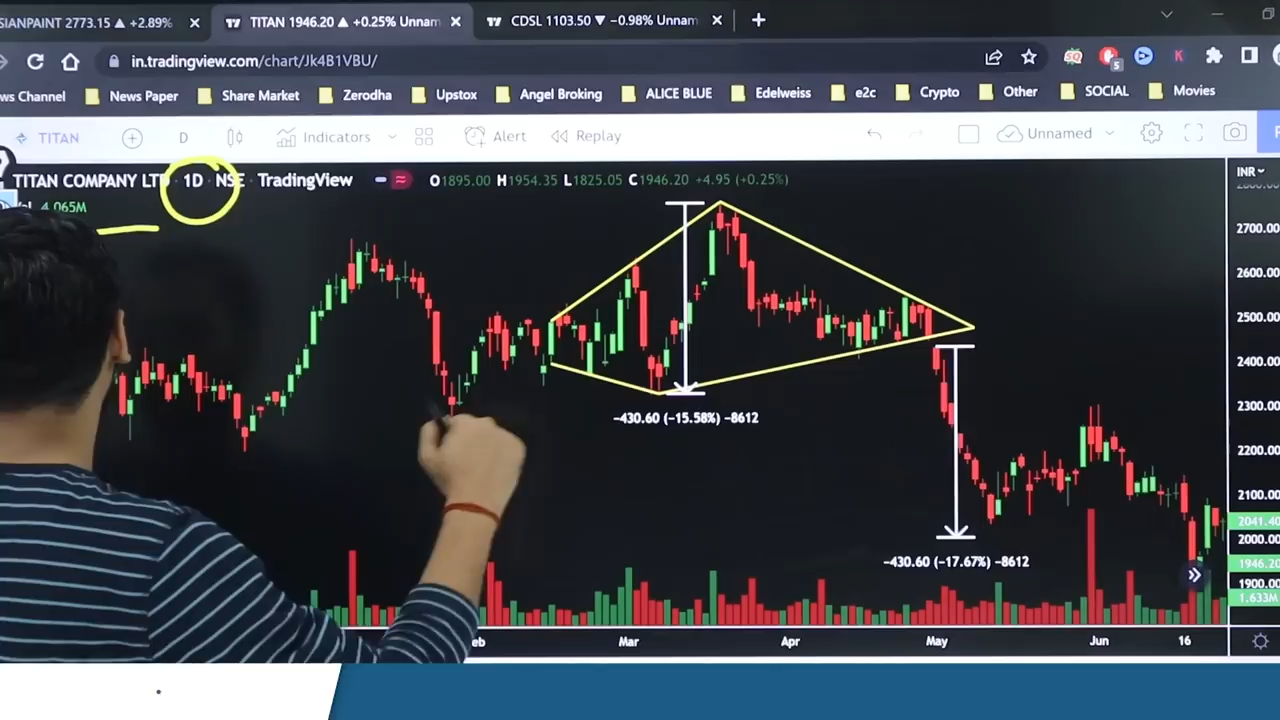 SIANPAINT 2773.15 ▲ +2.89%
TITAN 1946.20 ▲ +0.25% Unnam
CDSL 1103.50 ▼ −0.98% Unnam
in.tradingview.com/chart/Jk4B1VBU/
ws Channel
News Paper
Share Market
Zerodha
Upstox
Angel Broking
ALICE BLUE
Edelweiss
e2c
Crypto
Other
SOCIAL
Movies
TITAN
D
Indicators
Alert
Replay
Unnamed
TITAN COMPANY LTD · 1D · NSE · TradingView
O1895.00 H1954.35 L1825.05 C1946.20 +4.95 (+0.25%)
INR
4.065M
2700.00
2600.00
2500.00
2400.00
2300.00
2200.00
2100.00
2041.40
2000.00
1946.20
1900.00
1.633M
−430.60 (−15.58%) −8612
−430.60 (−17.67%) −8612
eb
Mar
Apr
May
Jun
16